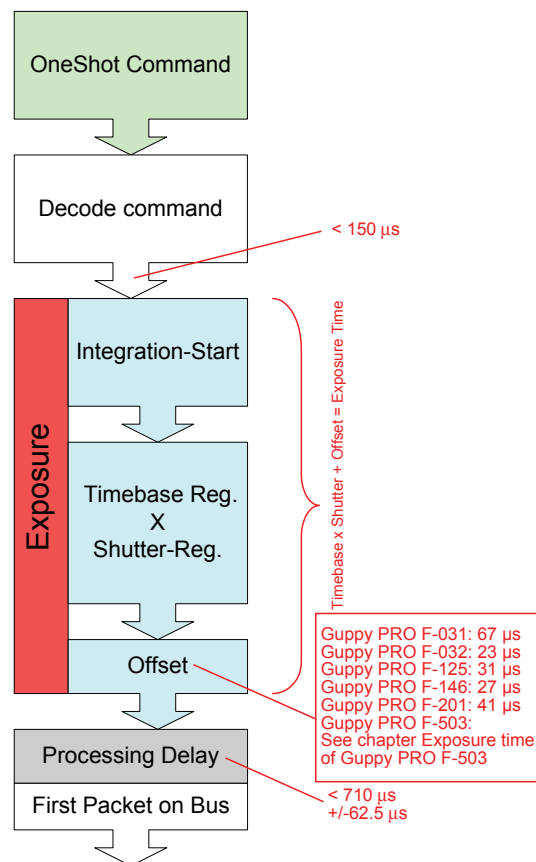 OneShot Command
Decode command
< 150 µs
Exposure
Integration-Start
Timebase Reg.
X
Shutter-Reg.
Timebase x Shutter + Offset = Exposure Time
Offset
Guppy PRO F-031: 67 µs
Guppy PRO F-032: 23 µs
Guppy PRO F-125: 31 µs
Guppy PRO F-146: 27 µs
Guppy PRO F-201: 41 µs
Guppy PRO F-503:
See chapter Exposure time
of Guppy PRO F-503
Processing Delay
< 710 µs
+/-62.5 µs
First Packet on Bus